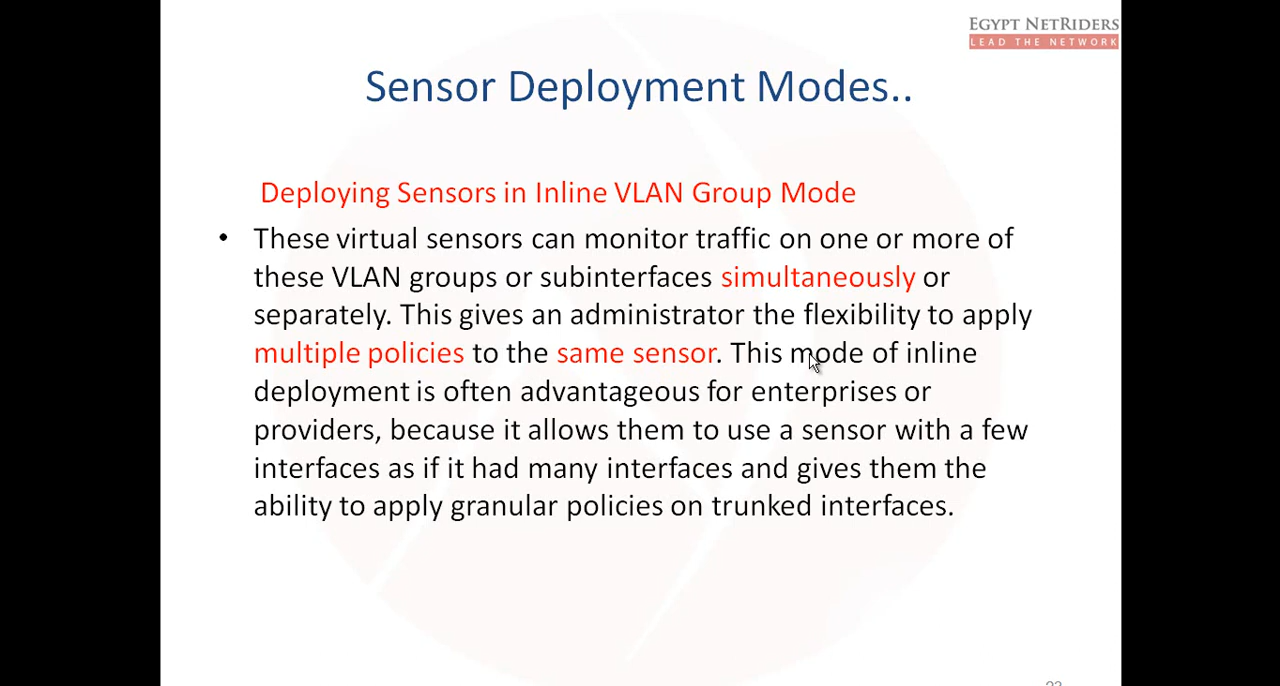 EGYPT NETRIDERS
LEAD THE NETWORK
Sensor Deployment Modes..
Deploying Sensors in Inline VLAN Group Mode
• These virtual sensors can monitor traffic on one or more of
these VLAN groups or subinterfaces simultaneously or
separately. This gives an administrator the flexibility to apply
multiple policies to the same sensor. This mode of inline
deployment is often advantageous for enterprises or
providers, because it allows them to use a sensor with a few
interfaces as if it had many interfaces and gives them the
ability to apply granular policies on trunked interfaces.